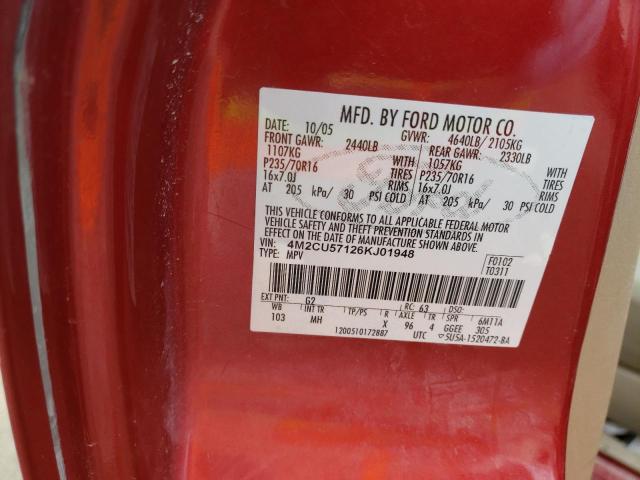 MFD. BY FORD MOTOR CO.
DATE: 10/05 GVWR: 4640LB/ 2105KG
FRONT GAWR: 2440LB REAR GAWR: 2330LB
1107KG WITH 1057KG WITH
P235/70R16 TIRES P235/70R16 TIRES
16x7.0J RIMS 16x7.0J RIMS
AT 205 kPa/ 30 PSI COLD AT 205 kPa/ 30 PSI COLD
THIS VEHICLE CONFORMS TO ALL APPLICABLE FEDERAL MOTOR
VEHICLE SAFETY AND THEFT PREVENTION STANDARDS IN
EFFECT ON THE DATE OF MANUFACTURE SHOWN ABOVE.
VIN: 4M2CU57126KJ01948 F0102
TYPE: MPV T0311
EXT PNT: G2 RC: 63 DSO:
WB INT TR TP/PS R AXLE TR SPR 6M11A
103 MH X 96 4 GGEE 305
1200510172887 UTC 5U5A-1520472-BA
Ford